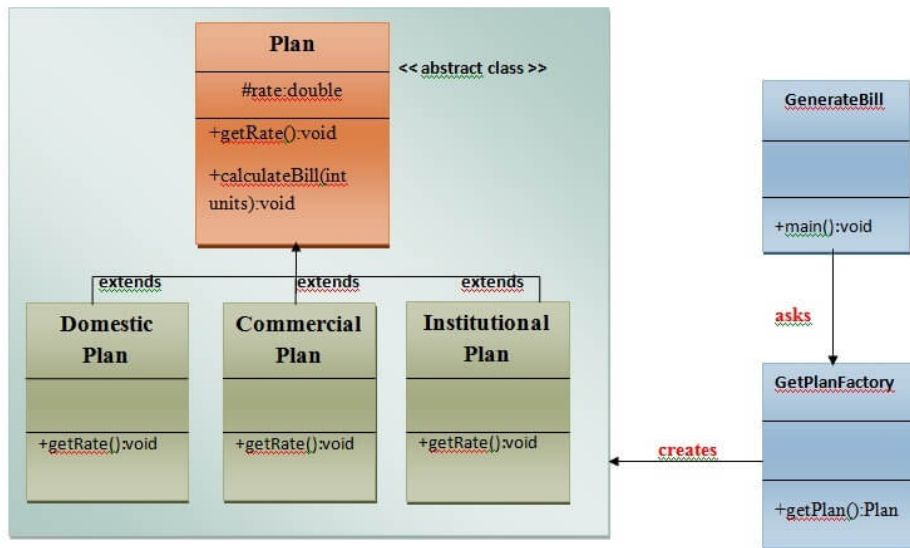 Plan
<< abstract class >>
#rate:double
+getRate():void
+calculateBill(int
units):void
extends
extends
extends
Domestic
Plan
+getRate():void
Commercial
Plan
+getRate():void
Institutional
Plan
+getRate():void
GenerateBill
+main():void
asks
GetPlanFactory
+getPlan():Plan
creates